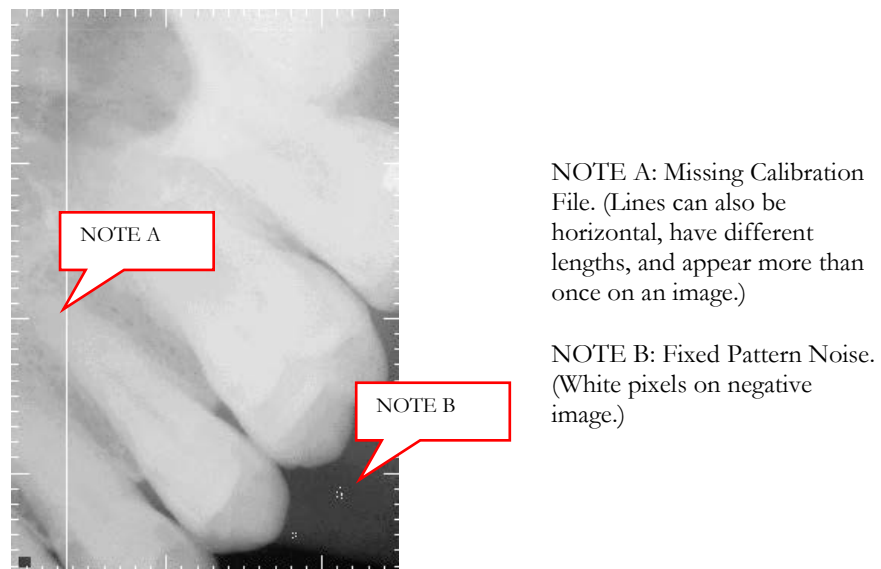 NOTE A
NOTE B
NOTE A: Missing Calibration
File. (Lines can also be
horizontal, have different
lengths, and appear more than
once on an image.)
NOTE B: Fixed Pattern Noise.
(White pixels on negative
image.)